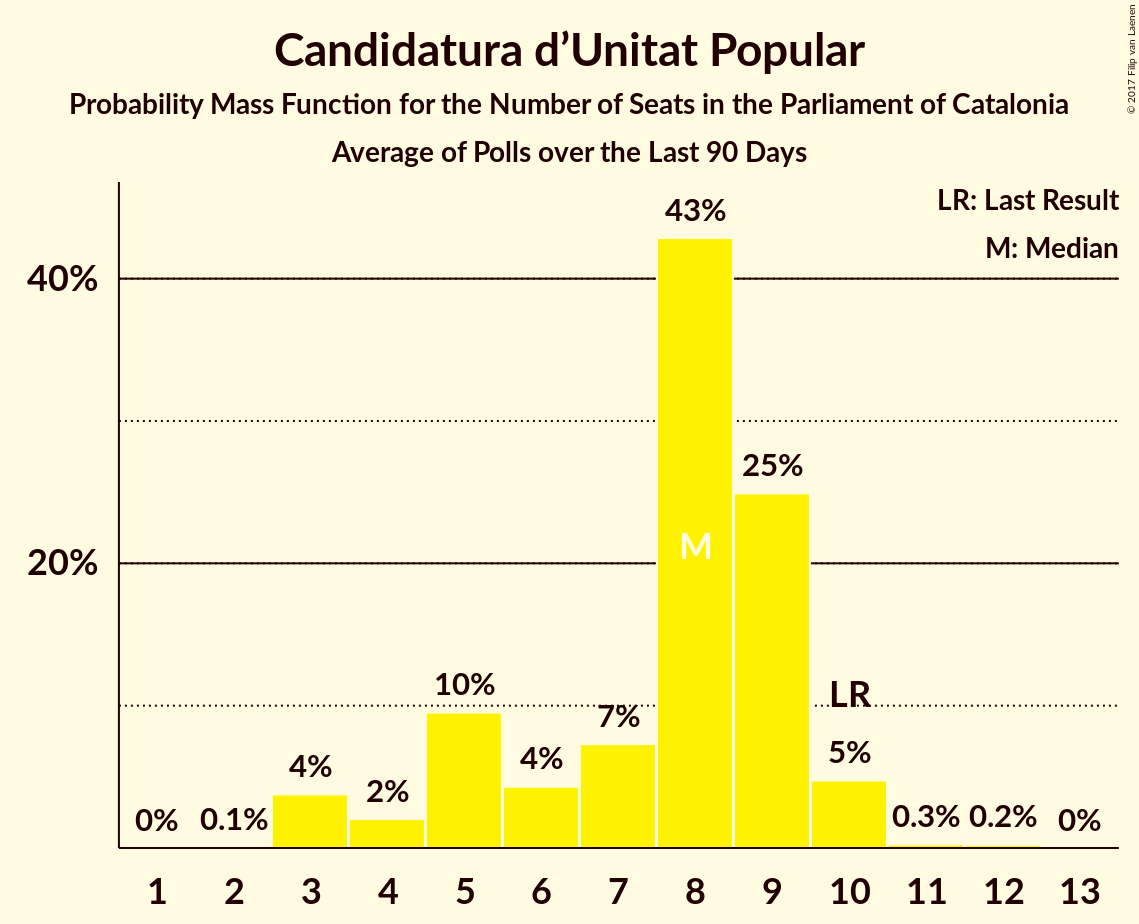 Candidatura d’Unitat Popular
Probability Mass Function for the Number of Seats in the Parliament of Catalonia
Average of Polls over the Last 90 Days
© 2017 Filip van Laenen
LR: Last Result
M: Median
40%
20%
0% 0.1% 4% 2% 10% 4% 7% 43% 25% 5% 0.3% 0.2% 0%
M
LR
1 2 3 4 5 6 7 8 9 10 11 12 13